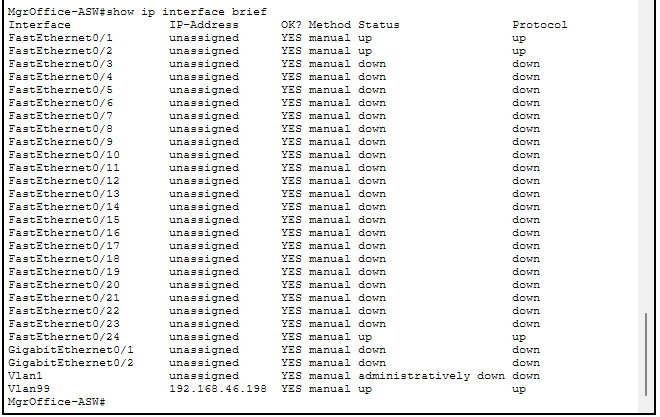 MgrOffice-ASW#show ip interface brief
Interface IP-Address OK? Method Status Protocol
FastEthernet0/1 unassigned YES manual up up
FastEthernet0/2 unassigned YES manual up up
FastEthernet0/3 unassigned YES manual down down
FastEthernet0/4 unassigned YES manual down down
FastEthernet0/5 unassigned YES manual down down
FastEthernet0/6 unassigned YES manual down down
FastEthernet0/7 unassigned YES manual down down
FastEthernet0/8 unassigned YES manual down down
FastEthernet0/9 unassigned YES manual down down
FastEthernet0/10 unassigned YES manual down down
FastEthernet0/11 unassigned YES manual down down
FastEthernet0/12 unassigned YES manual down down
FastEthernet0/13 unassigned YES manual down down
FastEthernet0/14 unassigned YES manual down down
FastEthernet0/15 unassigned YES manual down down
FastEthernet0/16 unassigned YES manual down down
FastEthernet0/17 unassigned YES manual down down
FastEthernet0/18 unassigned YES manual down down
FastEthernet0/19 unassigned YES manual down down
FastEthernet0/20 unassigned YES manual down down
FastEthernet0/21 unassigned YES manual down down
FastEthernet0/22 unassigned YES manual down down
FastEthernet0/23 unassigned YES manual down down
FastEthernet0/24 unassigned YES manual up up
GigabitEthernet0/1 unassigned YES manual down down
GigabitEthernet0/2 unassigned YES manual down down
Vlan1 unassigned YES manual administratively down down
Vlan99 192.168.46.198 YES manual up up
MgrOffice-ASW#